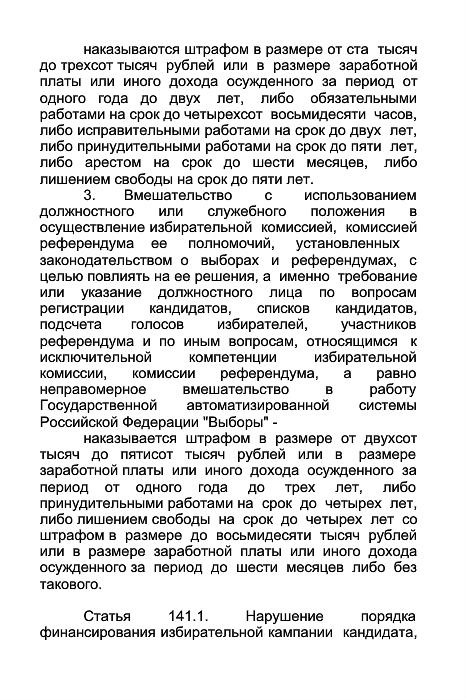 наказываются штрафом в размере от ста тысяч
до трехсот тысяч рублей или в размере заработной
платы или иного дохода осужденного за период от
одного года до двух лет, либо обязательными
работами на срок до четырехсот восьмидесяти часов,
либо исправительными работами на срок до двух лет,
либо принудительными работами на срок до пяти лет,
либо арестом на срок до шести месяцев, либо
лишением свободы на срок до пяти лет.
3. Вмешательство с использованием
должностного или служебного положения в
осуществление избирательной комиссией, комиссией
референдума ее полномочий, установленных
законодательством о выборах и референдумах, с
целью повлиять на ее решения, а именно требование
или указание должностного лица по вопросам
регистрации кандидатов, списков кандидатов,
подсчета голосов избирателей, участников
референдума и по иным вопросам, относящимся к
исключительной компетенции избирательной
комиссии, комиссии референдума, а равно
неправомерное вмешательство в работу
Государственной автоматизированной системы
Российской Федерации "Выборы" -
наказывается штрафом в размере от двухсот
тысяч до пятисот тысяч рублей или в размере
заработной платы или иного дохода осужденного за
период от одного года до трех лет, либо
принудительными работами на срок до четырех лет,
либо лишением свободы на срок до четырех лет со
штрафом в размере до восьмидесяти тысяч рублей
или в размере заработной платы или иного дохода
осужденного за период до шести месяцев либо без
такового.
Статья 141.1. Нарушение порядка
финансирования избирательной кампании кандидата,